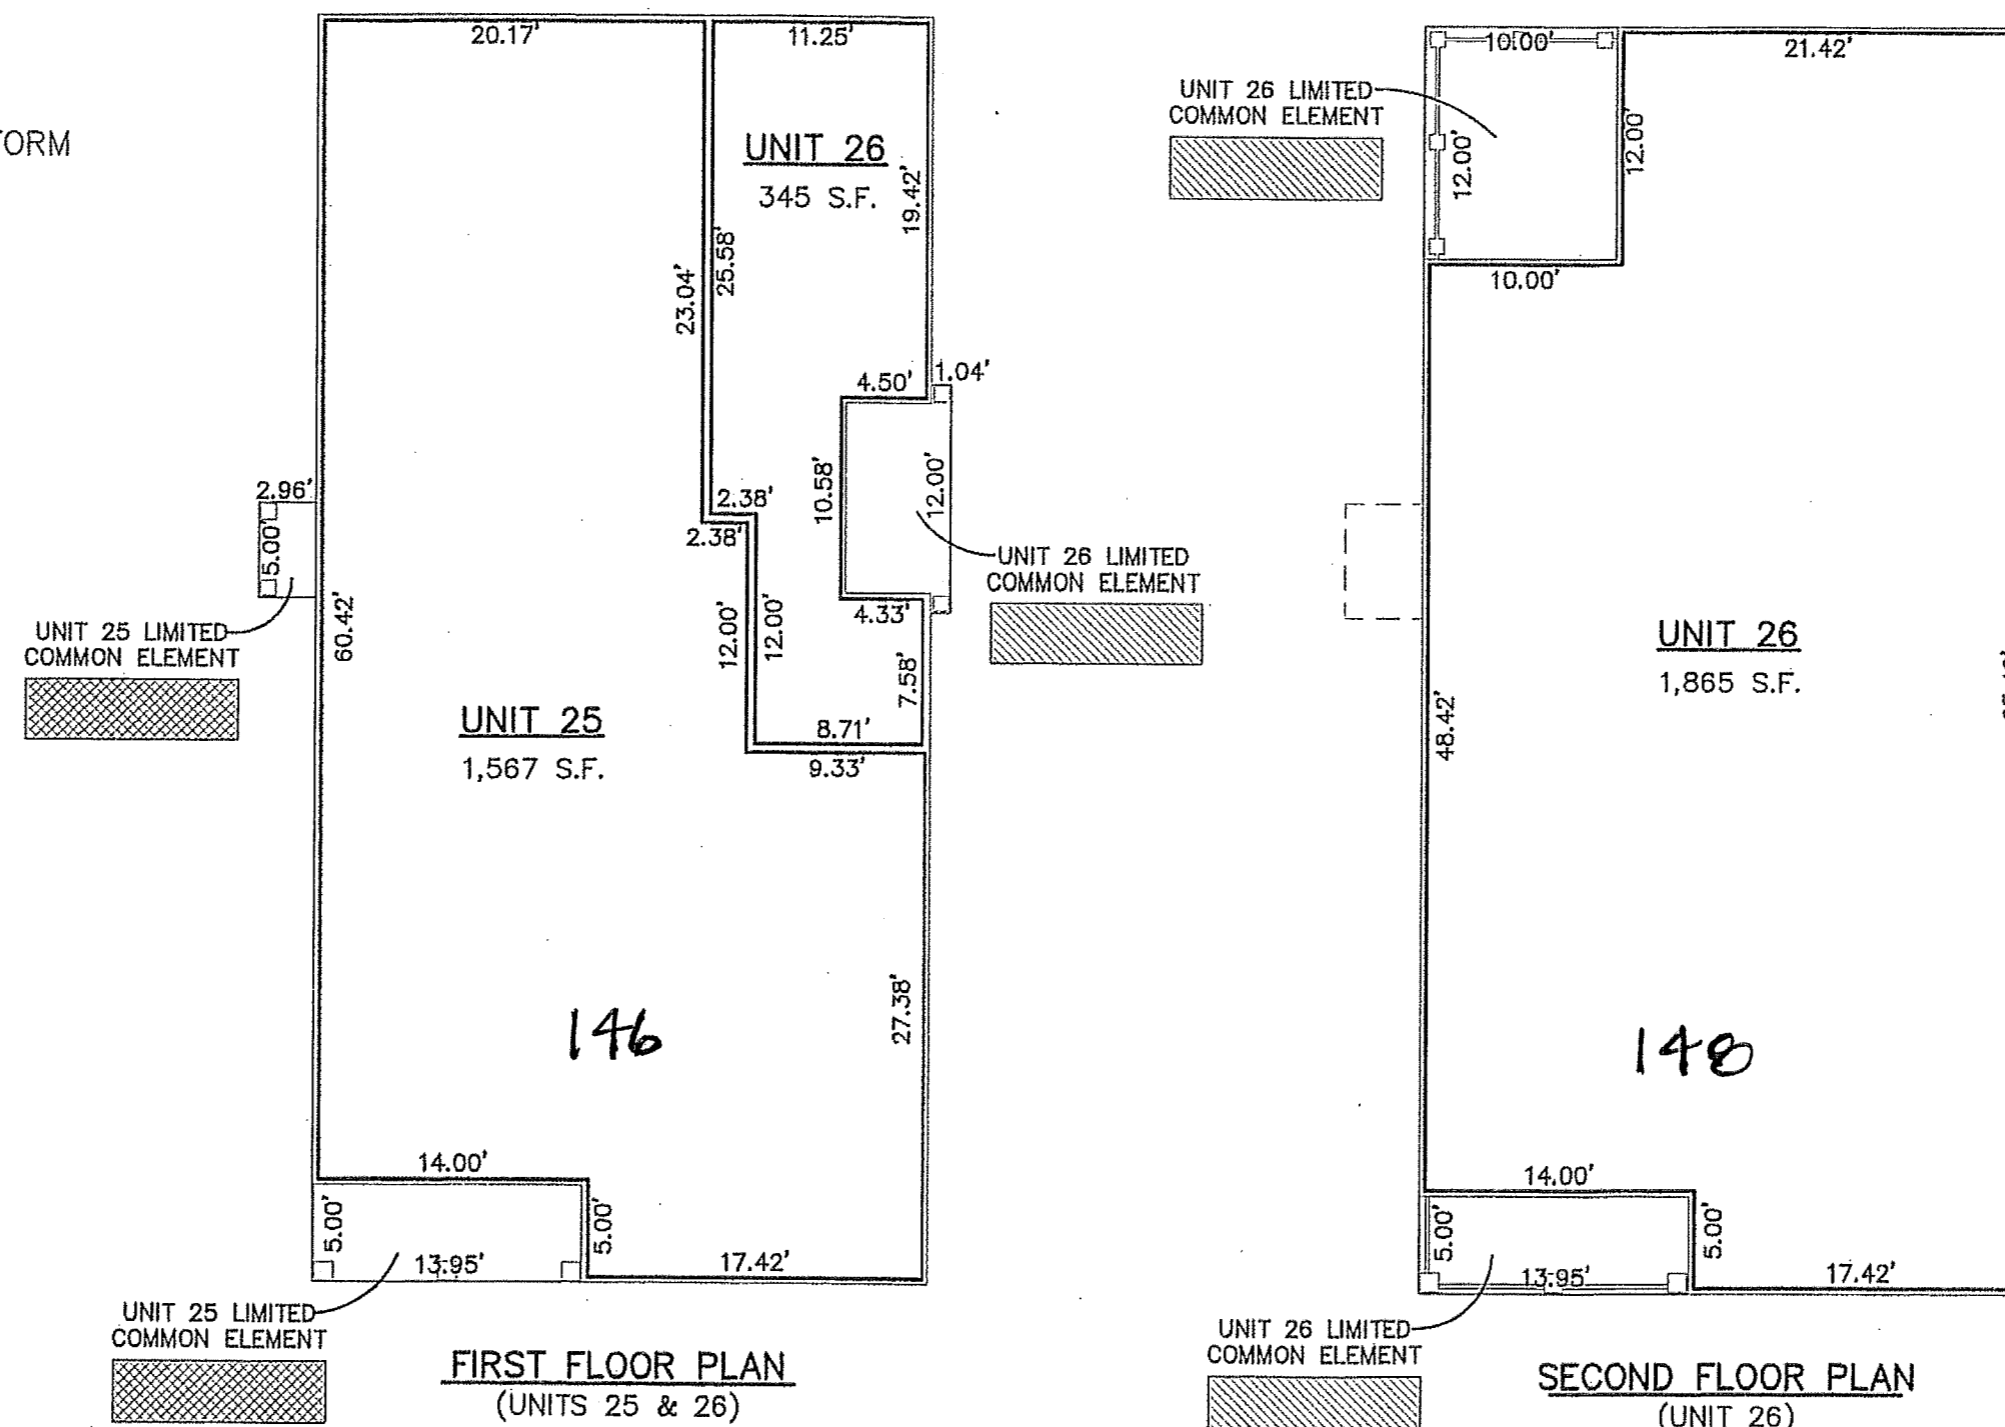 FORM
20.17'
11.25'
UNIT 26
345 S.F.
19.42'
25.58'
23.04'
4.50'
1.04'
2.38'
2.38'
10.58'
12.00'
2.96'
5.00'
UNIT 25 LIMITED
COMMON ELEMENT
60.42'
12.00'
12.00'
4.33'
7.58'
UNIT 26 LIMITED
COMMON ELEMENT
8.71'
9.33'
UNIT 25
1,567 S.F.
27.38'
146
14.00'
5.00'
5.00'
13.95'
17.42'
UNIT 25 LIMITED
COMMON ELEMENT
FIRST FLOOR PLAN
(UNITS 25 & 26)
UNIT 26 LIMITED
COMMON ELEMENT
10.00'
21.42'
12.00'
12.00'
10.00'
UNIT 26
1,865 S.F.
48.42'
148
14.00'
5.00'
5.00'
13.95'
17.42'
UNIT 26 LIMITED
COMMON ELEMENT
SECOND FLOOR PLAN
(UNIT 26)